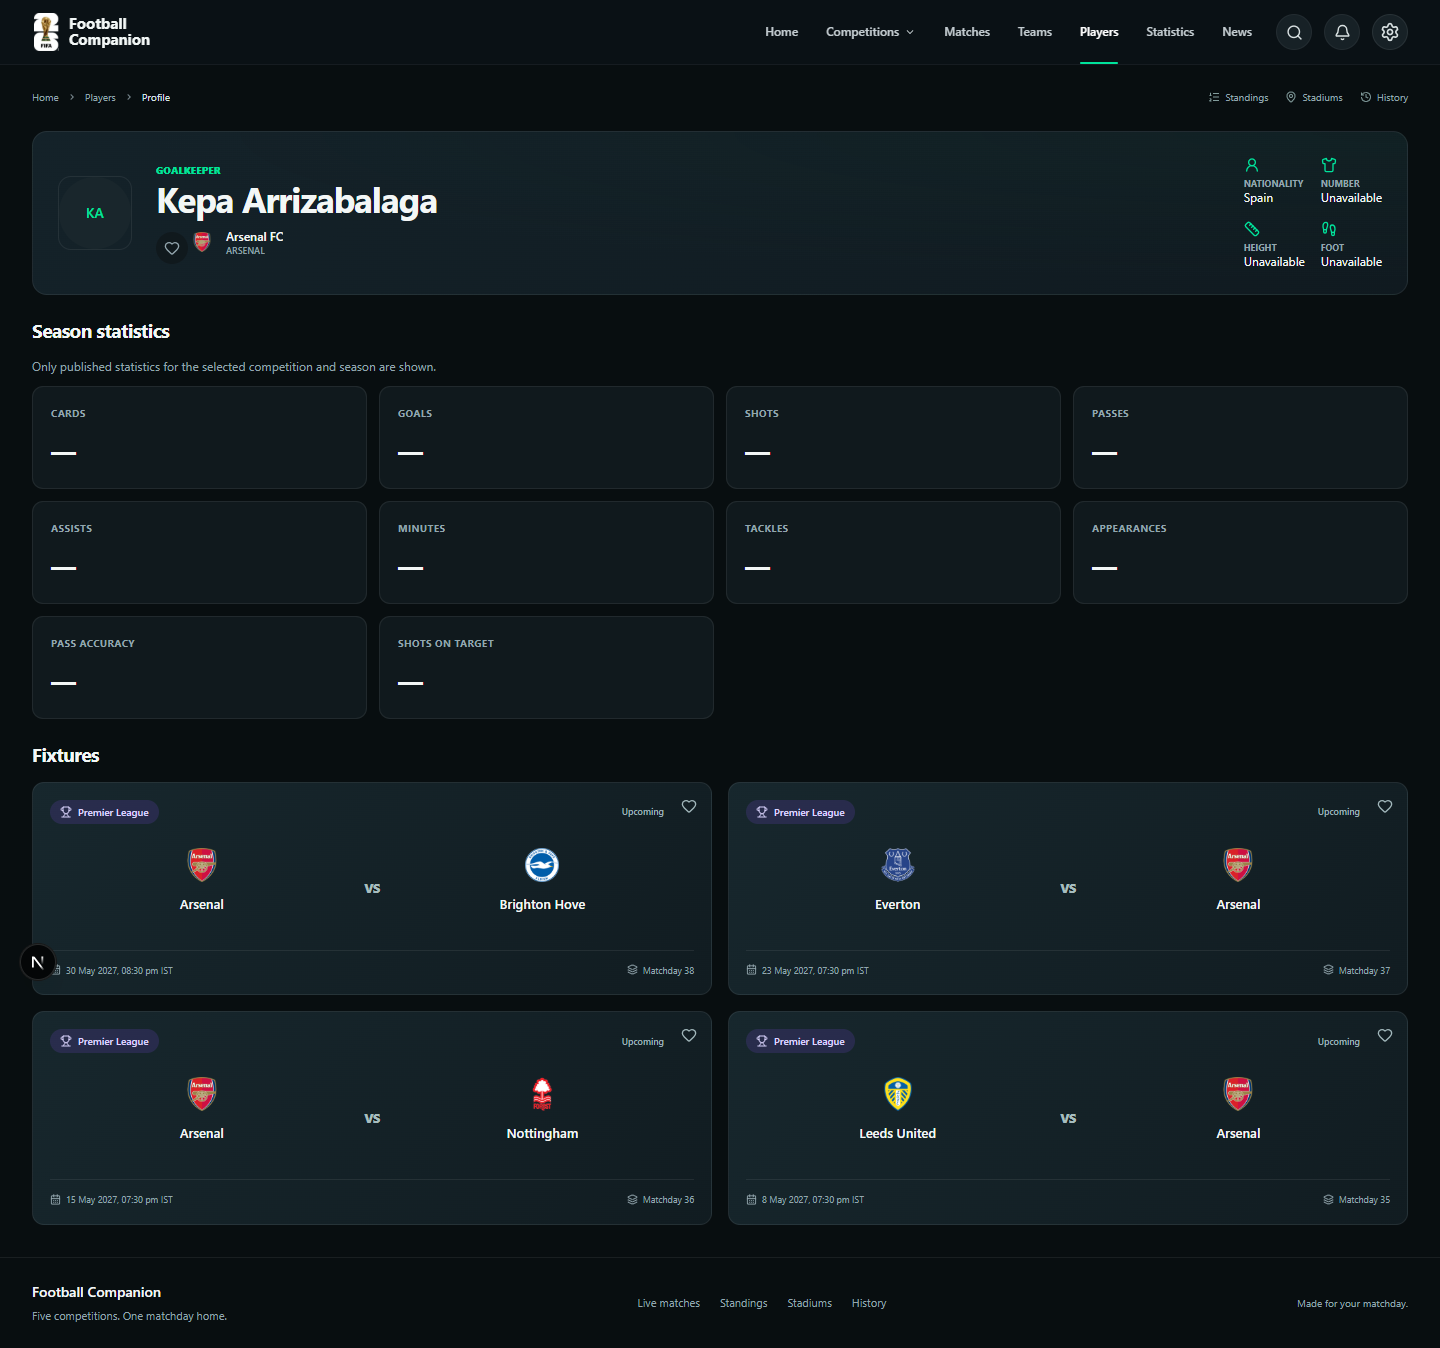 FIFA
Football
Companion
Home
Competitions
Matches
Teams
Players
Statistics
News
Home > Players > Profile
Standings
Stadiums
History
KA
GOALKEEPER
Kepa Arrizabalaga
Arsenal FC
ARSENAL
NATIONALITY
Spain
NUMBER
Unavailable
HEIGHT
Unavailable
FOOT
Unavailable
Season statistics
Only published statistics for the selected competition and season are shown.
CARDS
—
GOALS
—
SHOTS
—
PASSES
—
ASSISTS
—
MINUTES
—
TACKLES
—
APPEARANCES
—
PASS ACCURACY
—
SHOTS ON TARGET
—
Fixtures
Premier League
Upcoming
Arsenal
VS
Brighton Hove
30 May 2027, 08:30 pm IST
Matchday 38
Premier League
Upcoming
Everton
VS
Arsenal
23 May 2027, 07:30 pm IST
Matchday 37
N
Premier League
Upcoming
Arsenal
VS
Nottingham
15 May 2027, 07:30 pm IST
Matchday 36
Premier League
Upcoming
Leeds United
VS
Arsenal
8 May 2027, 07:30 pm IST
Matchday 35
Football Companion
Five competitions. One matchday home.
Live matches
Standings
Stadiums
History
Made for your matchday.